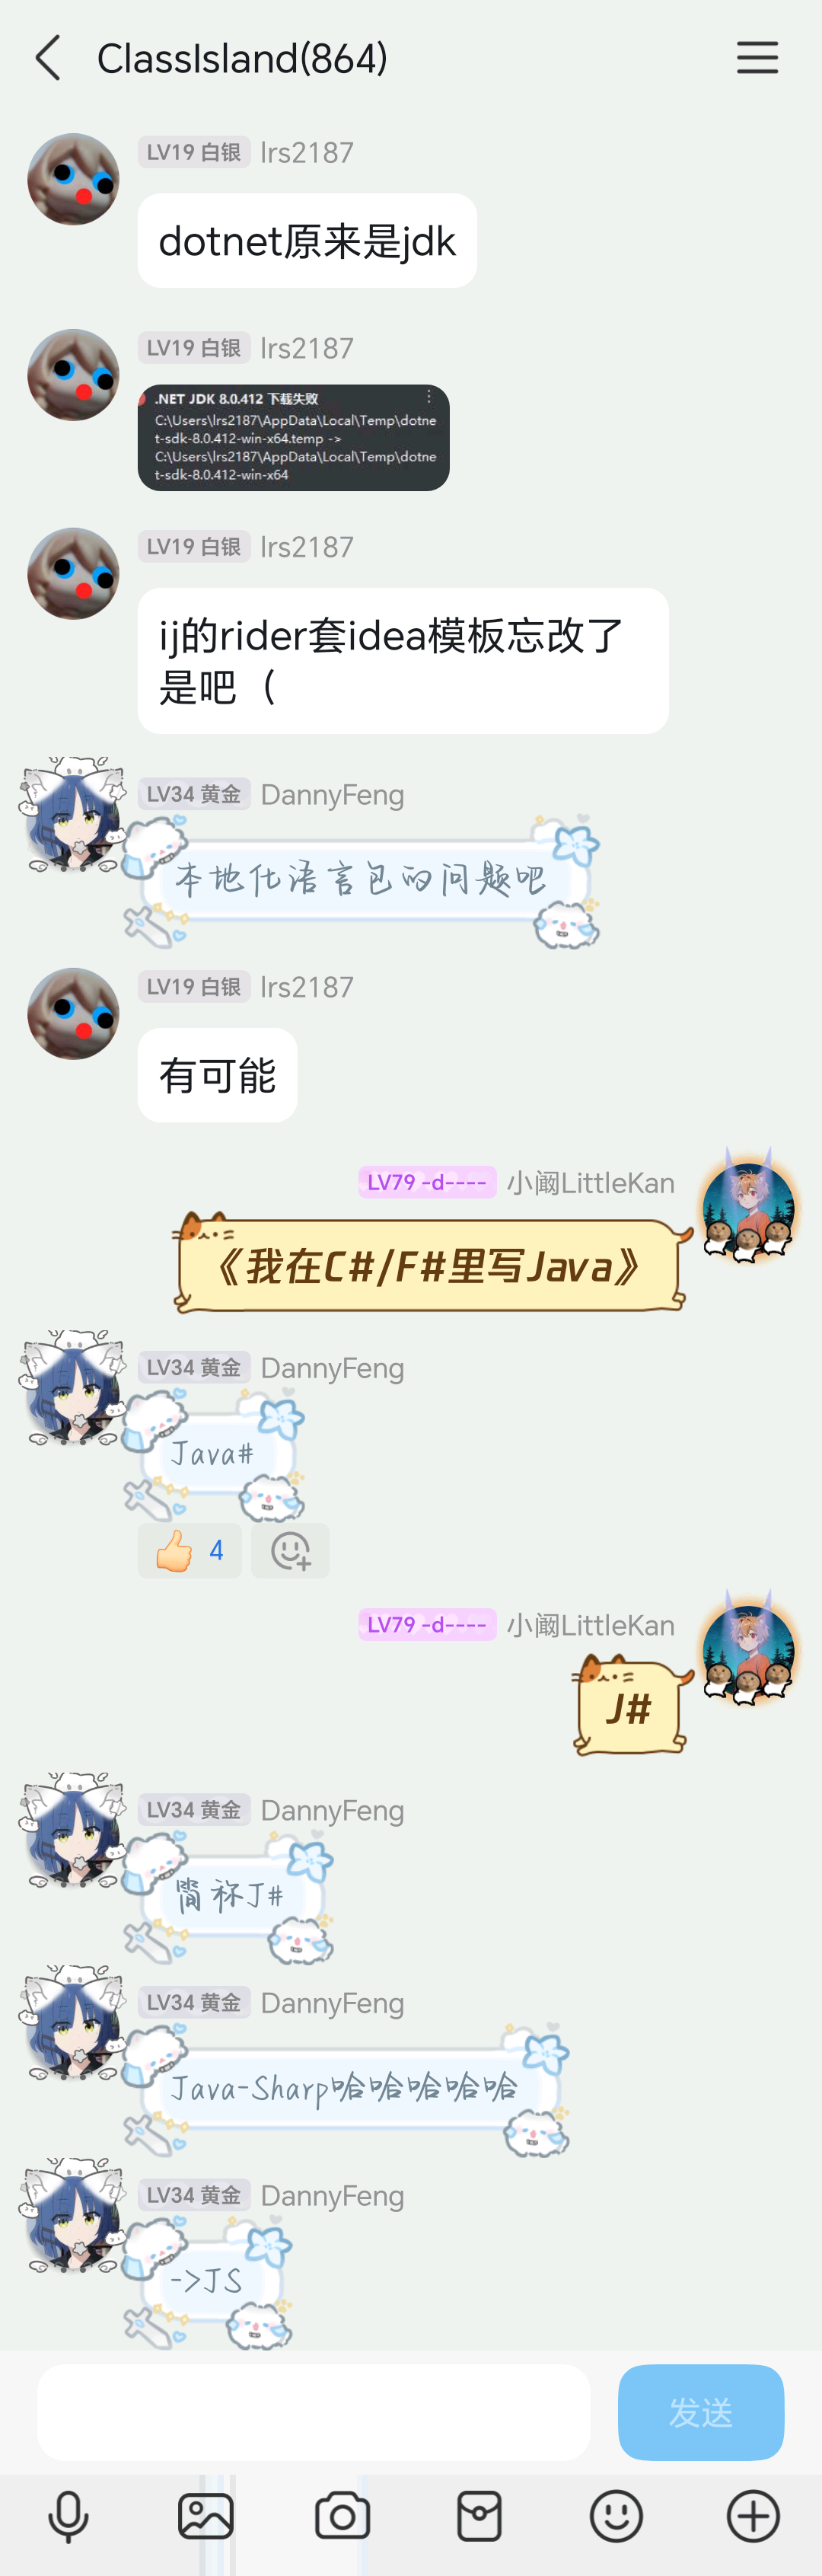 ClassIsland(864)
LV19 白银 lrs2187
dotnet原来是jdk
LV19 白银 lrs2187
.NET JDK 8.0.412 下载失败
C:\Users\lrs2187\AppData\Local\Temp\dotne
t-sdk-8.0.412-win-x64.temp ->
C:\Users\lrs2187\AppData\Local\Temp\dotne
t-sdk-8.0.412-win-x64
LV19 白银 lrs2187
ij的rider套idea模板忘改了
是吧（
LV34 黄金 DannyFeng
本地化语言包的问题吧
LV19 白银 lrs2187
有可能
LV79 -d---- 小阚LittleKan
《我在C#/F#里写Java》
LV34 黄金 DannyFeng
Java#
4
LV79 -d---- 小阚LittleKan
J#
LV34 黄金 DannyFeng
简称J#
LV34 黄金 DannyFeng
Java-Sharp哈哈哈哈哈
LV34 黄金 DannyFeng
->JS
发送